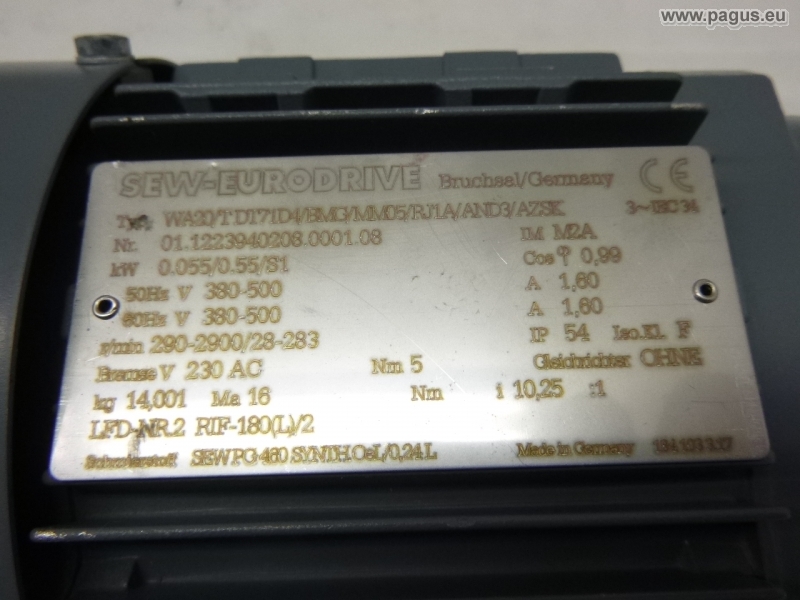 www.pagus.eu
SEW-EURODRIVE Bruchsal/Germany CE
Typ WA20/T DT71D4/BMG/MM05/RJ1A/AND3/AZSK 3~IEC 34
Nr. 01.1223940208.0001.08 IM M2A
kW 0.055/0.55/S1 Cos φ 0,99
50Hz V 380-500 A 1,60
60Hz V 380-500 A 1,60
r/min 290-2900/28-283 IP 54 Iso.Kl. F
Bremse V 230 AC Nm 5 Gleichrichter OHNE
kg 14,001 Ma 16 Nm i 10,25 :1
LFD-NR.2 RIF-180(L)/2
Schmierstoff SEW PG 460 SYNTH.OeL/0,24L Made in Germany